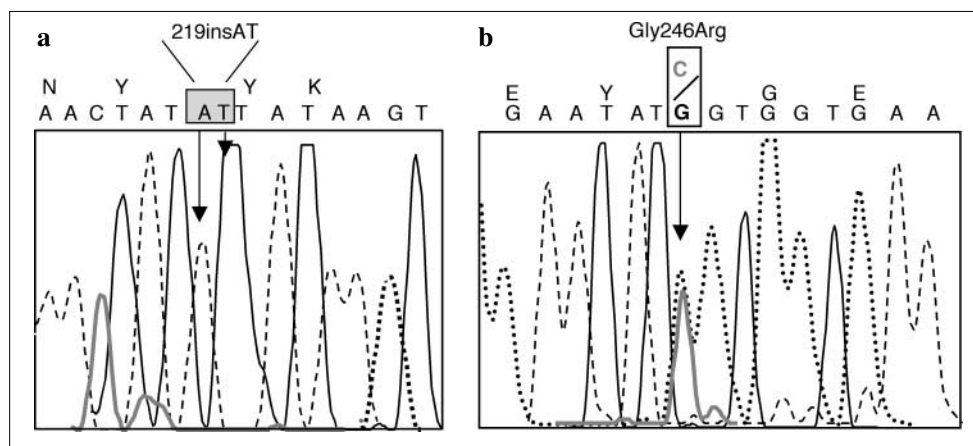 a
219insAT
N Y Y K
A A C T A T A T T A T A A G T
b
Gly246Arg
C
E Y G E
G A A T A T G G T G G T G A A